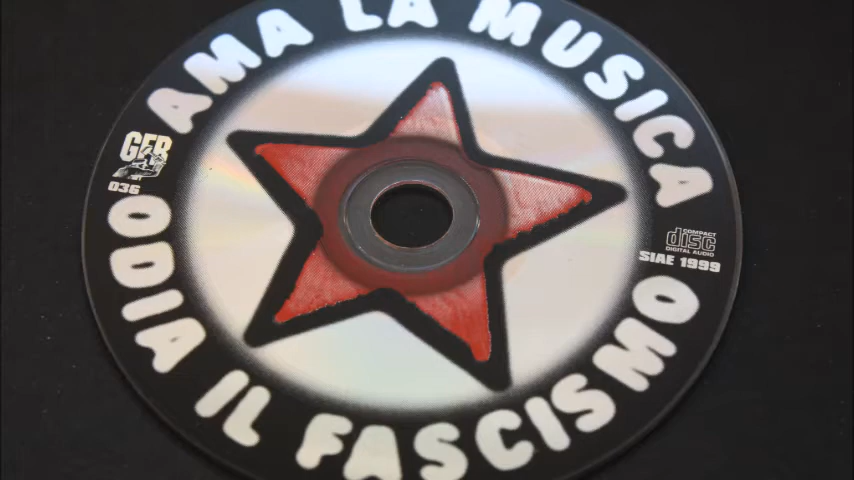 AMA LA MUSICA
GFB
036
COMPACT
disc
DIGITAL AUDIO
SIAE 1999
ODIA IL FASCISMO